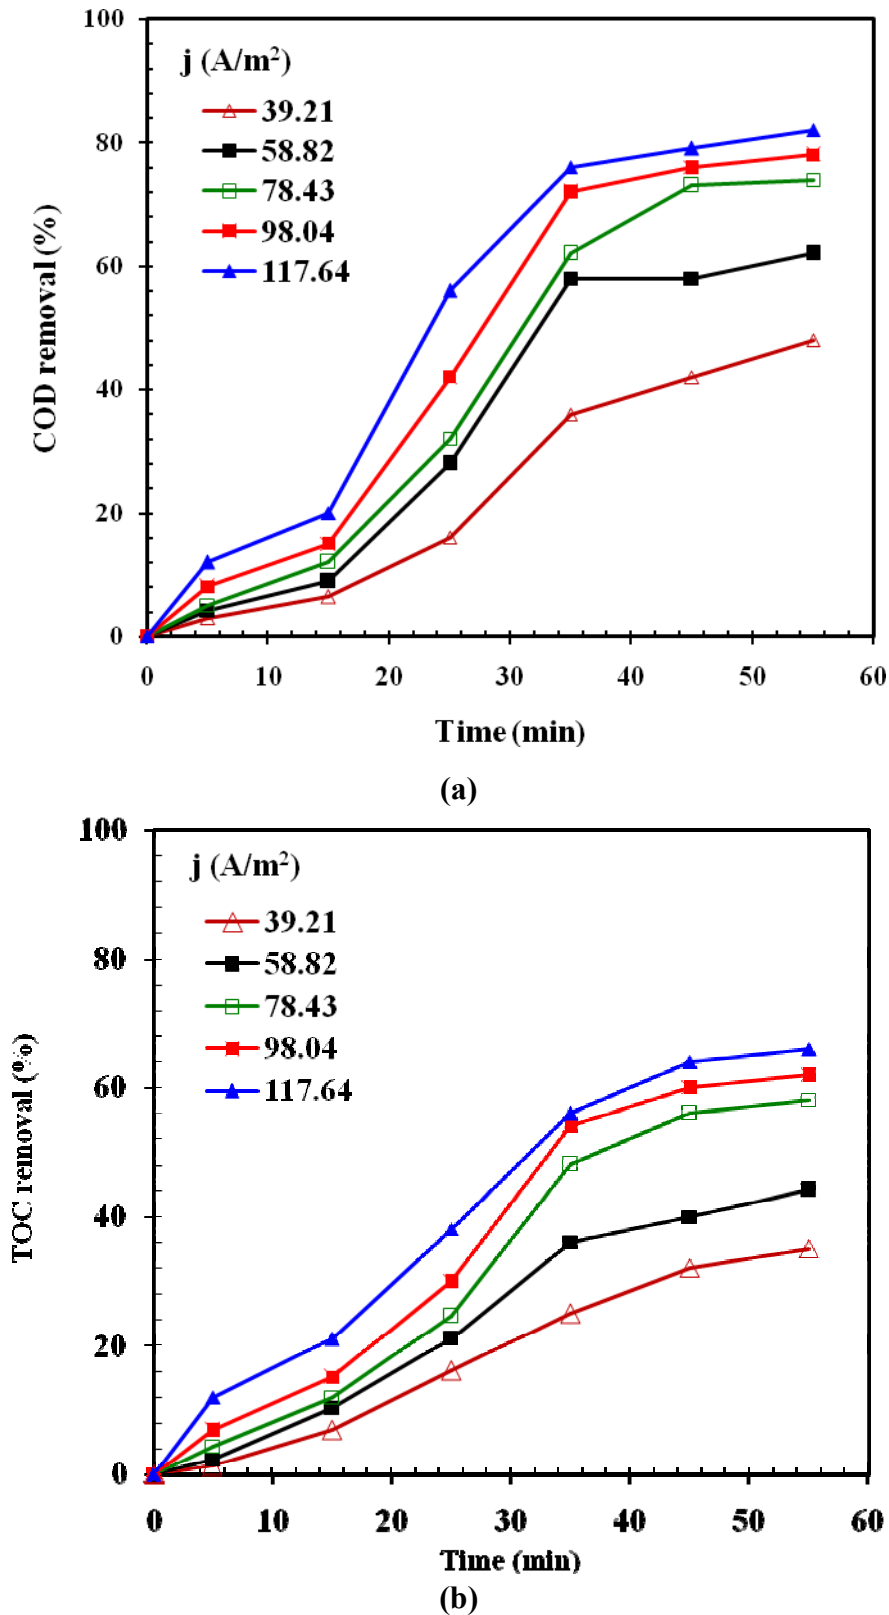 100
80
60
40
20
0
COD removal (%)
j (A/m²)
39.21
58.82
78.43
98.04
117.64
0 10 20 30 40 50 60
Time (min)
(a)
100
80
60
40
20
0
TOC removal (%)
j (A/m²)
39.21
58.82
78.43
98.04
117.64
0 10 20 30 40 50 60
Time (min)
(b)